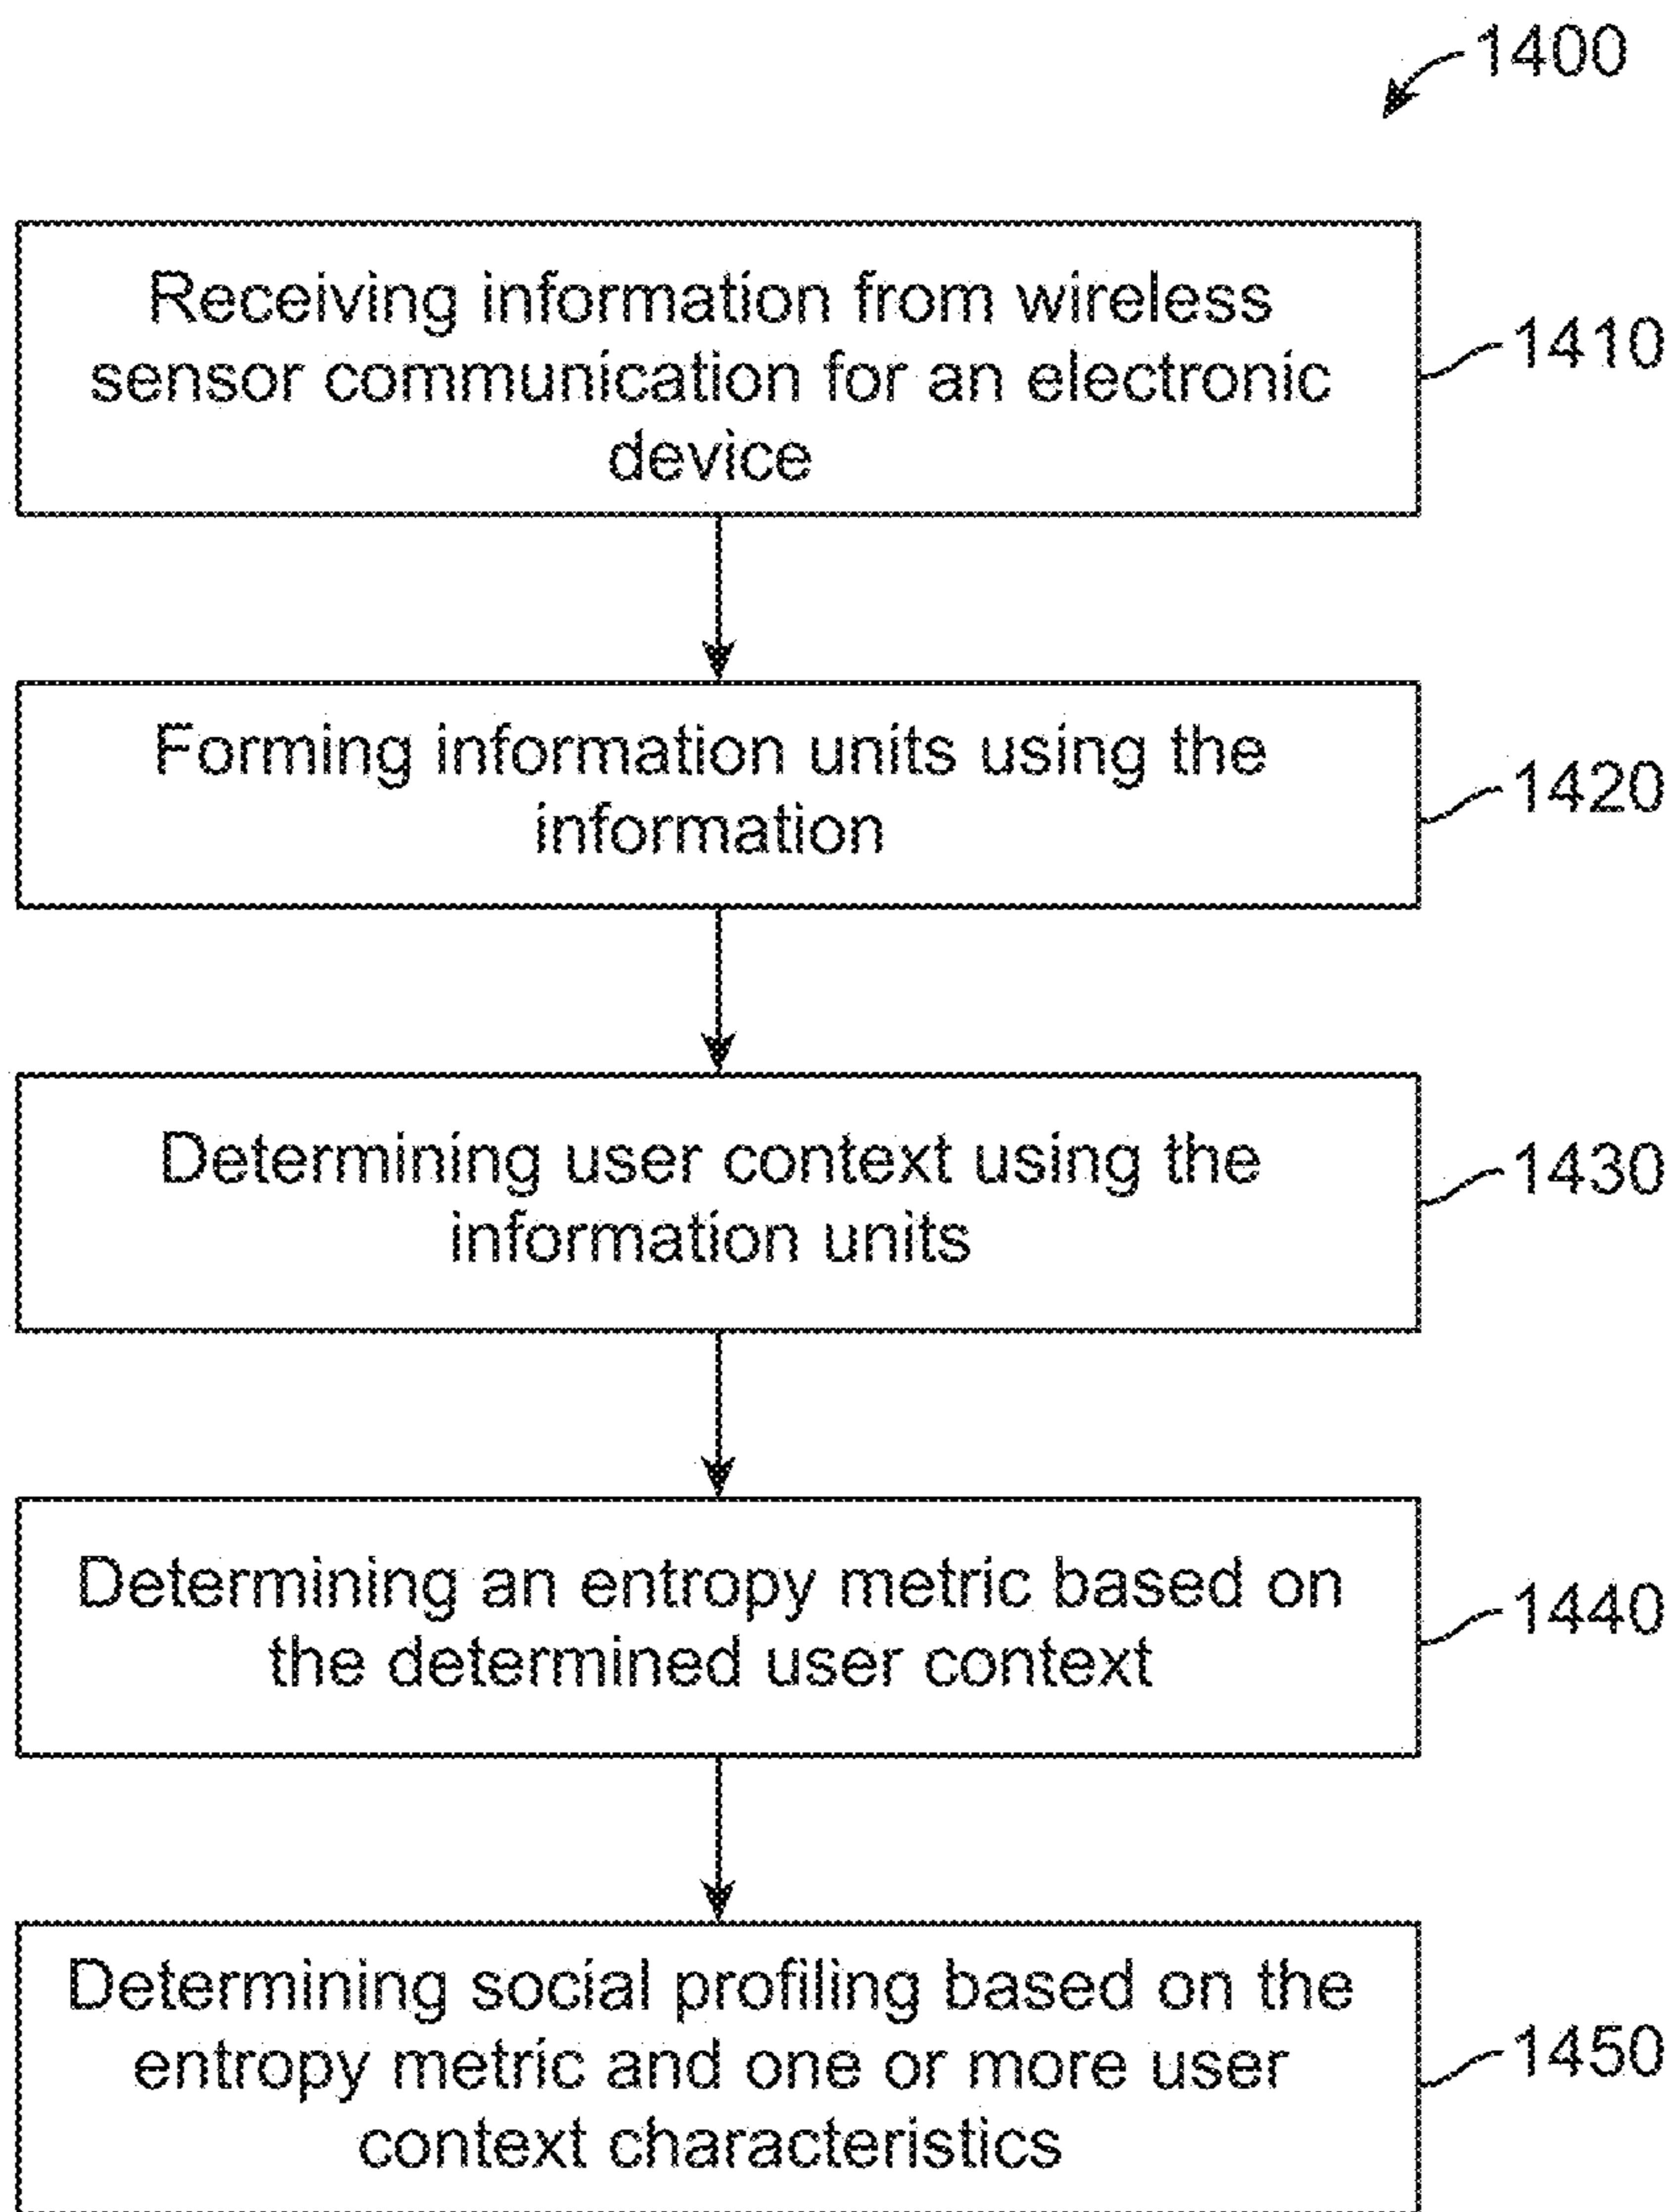 1400
Receiving information from wireless
sensor communication for an electronic
device
1410
Forming information units using the
information
1420
Determining user context using the
information units
1430
Determining an entropy metric based on
the determined user context
1440
Determining social profiling based on the
entropy metric and one or more user
context characteristics
1450